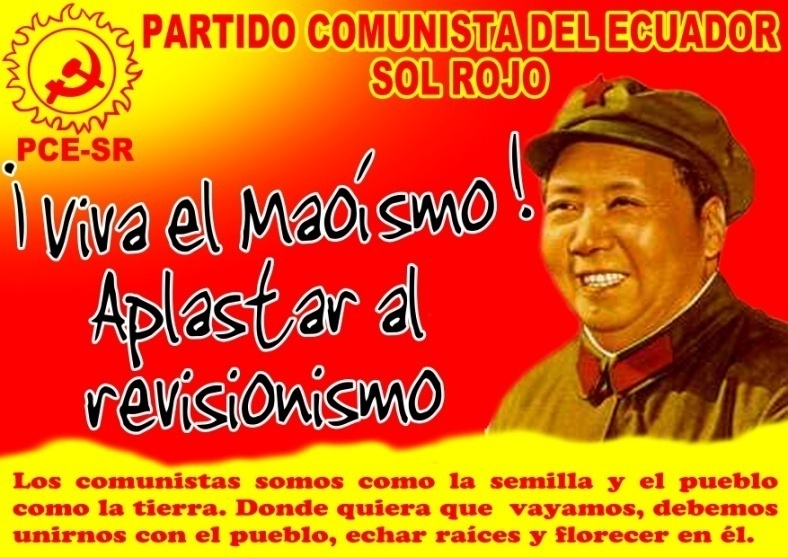 PARTIDO COMUNISTA DEL ECUADOR
SOL ROJO
PCE-SR
¡Viva el Maoísmo!
Aplastar al
revisionismo
Los comunistas somos como la semilla y el pueblo
como la tierra. Donde quiera que vayamos, debemos
unirnos con el pueblo, echar raíces y florecer en él.